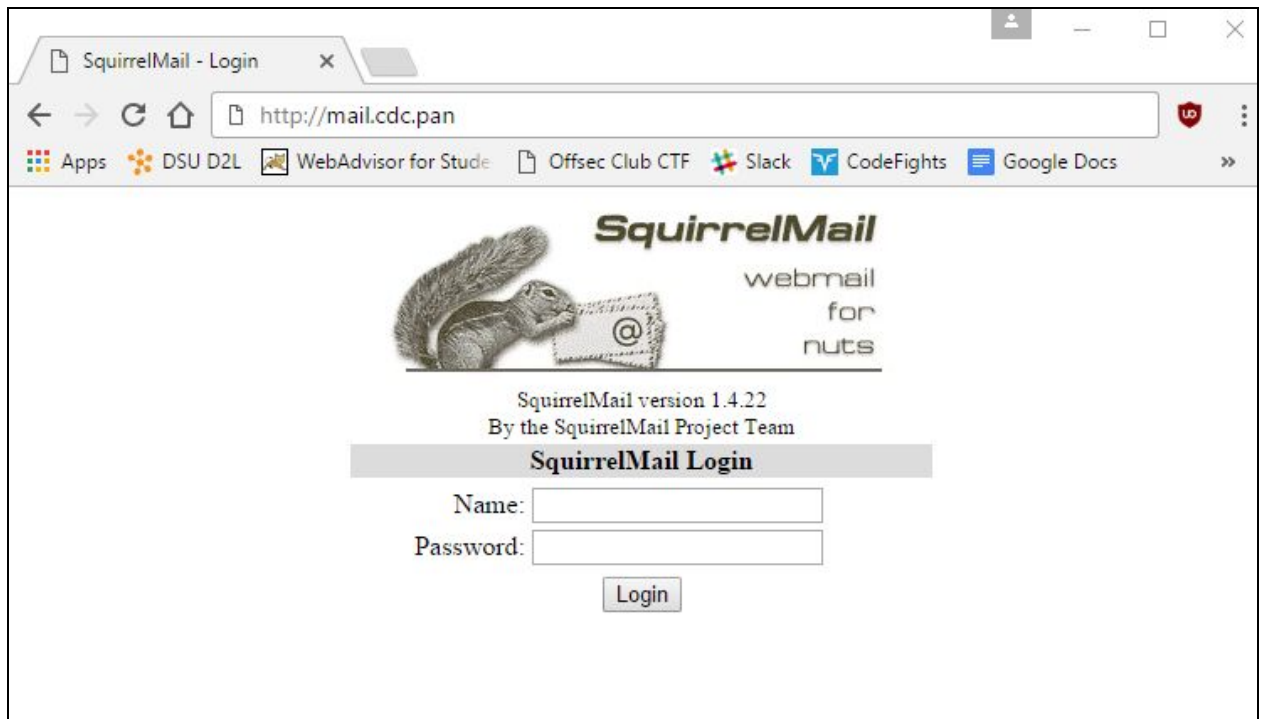 SquirrelMail - Login
http://mail.cdc.pan
Apps DSU D2L WebAdvisor for Stude Offsec Club CTF Slack CodeFights Google Docs »
SquirrelMail
webmail
for
nuts
@
SquirrelMail version 1.4.22
By the SquirrelMail Project Team
SquirrelMail Login
Name:
Password:
Login